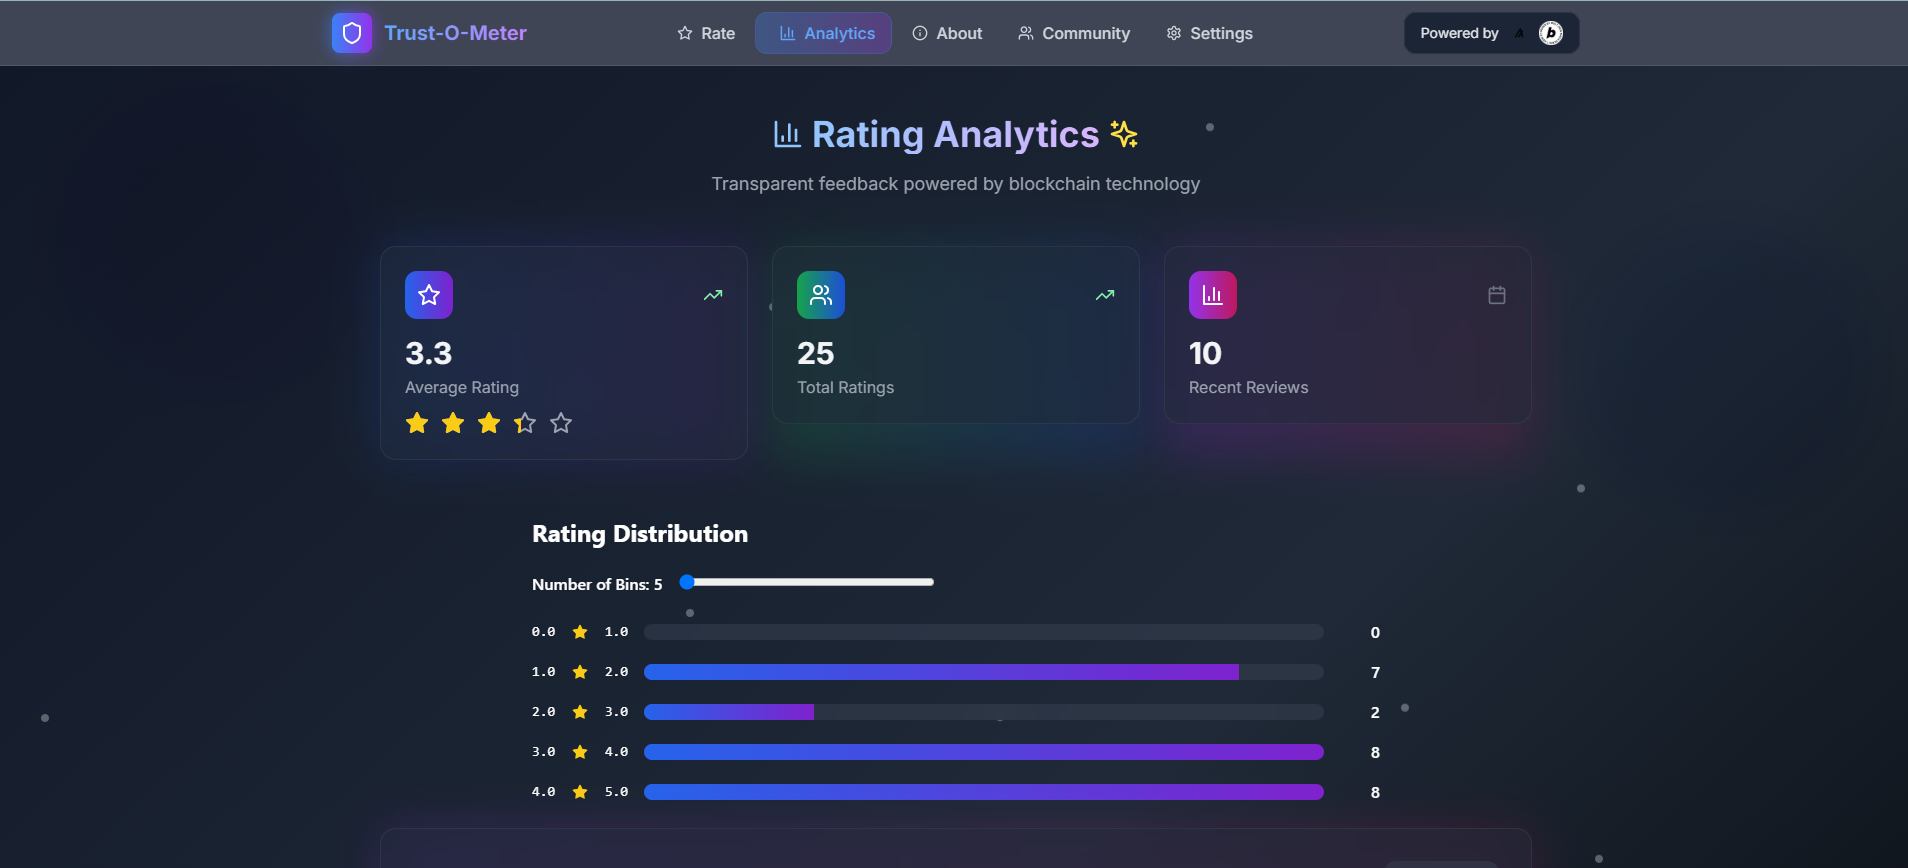 Trust-O-Meter
Rate
Analytics
About
Community
Settings
Powered by
b
Rating Analytics
Transparent feedback powered by blockchain technology
3.3
Average Rating
25
Total Ratings
10
Recent Reviews
Rating Distribution
Number of Bins: 5
0.0 1.0 0
1.0 2.0 7
2.0 3.0 2
3.0 4.0 8
4.0 5.0 8